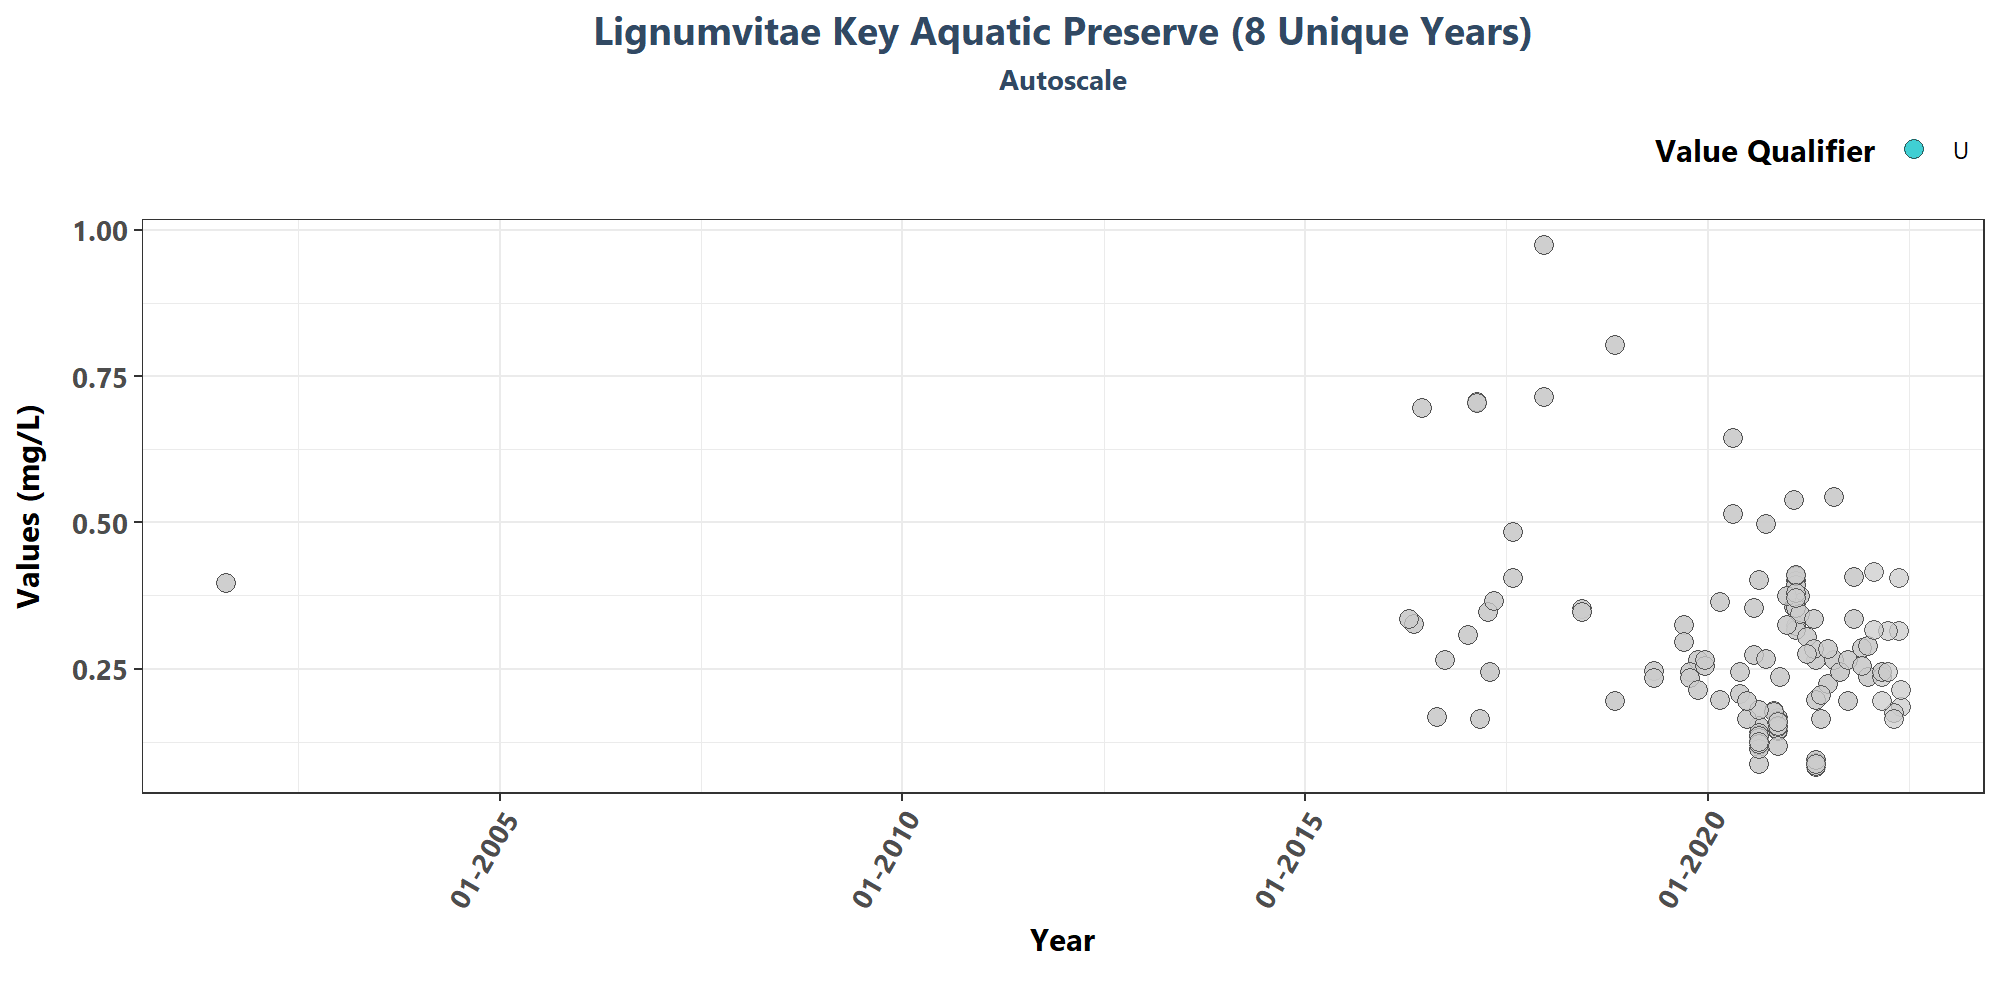 Lignumvitae Key Aquatic Preserve (8 Unique Years)
Autoscale
Value Qualifier U
Values (mg/L)
1.00
0.75
0.50
0.25
01-2005 01-2010 01-2015 01-2020
Year